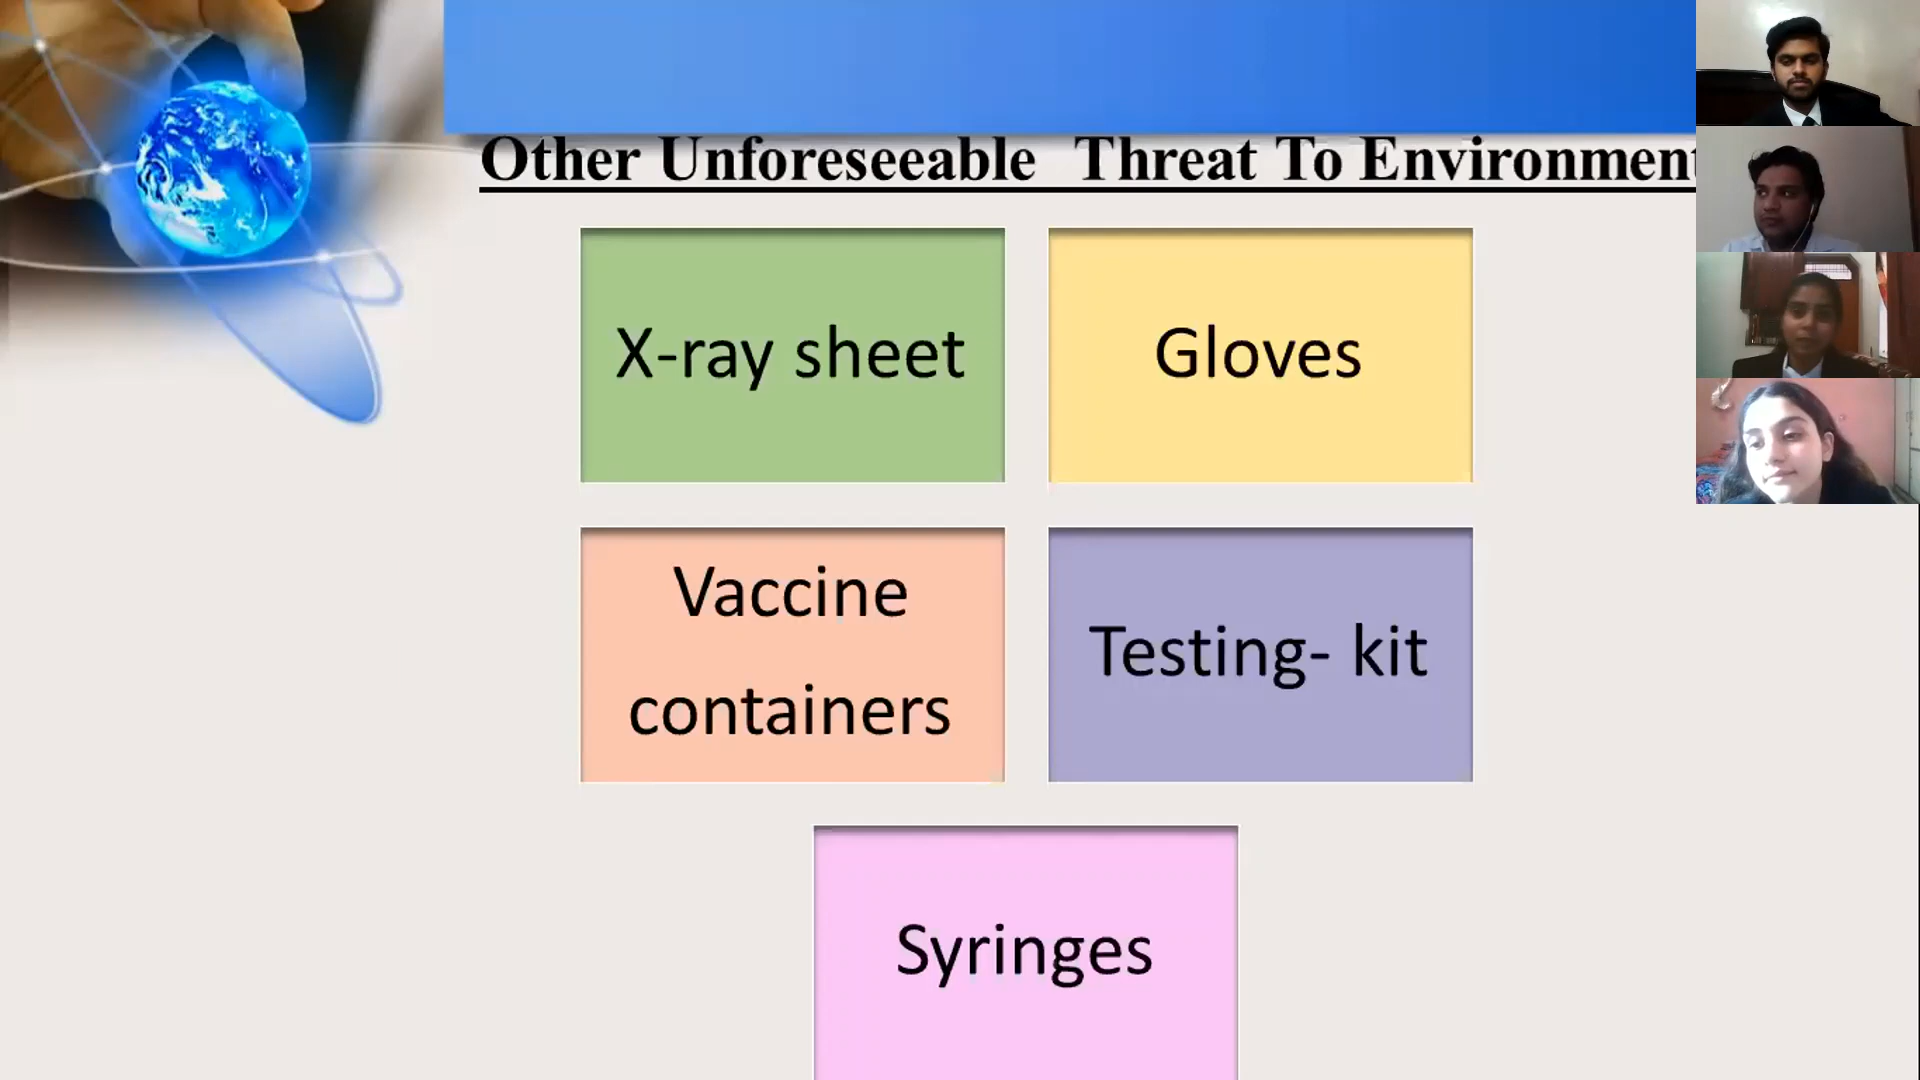 Other Unforeseeable Threat To Environment
X-ray sheet
Gloves
Vaccine
containers
Testing- kit
Syringes